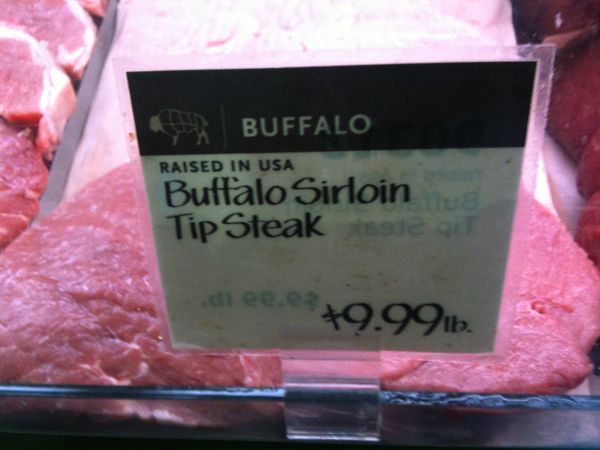 BUFFALO
RAISED IN USA
Buffalo Sirloin
Tip Steak
$9.99 lb.